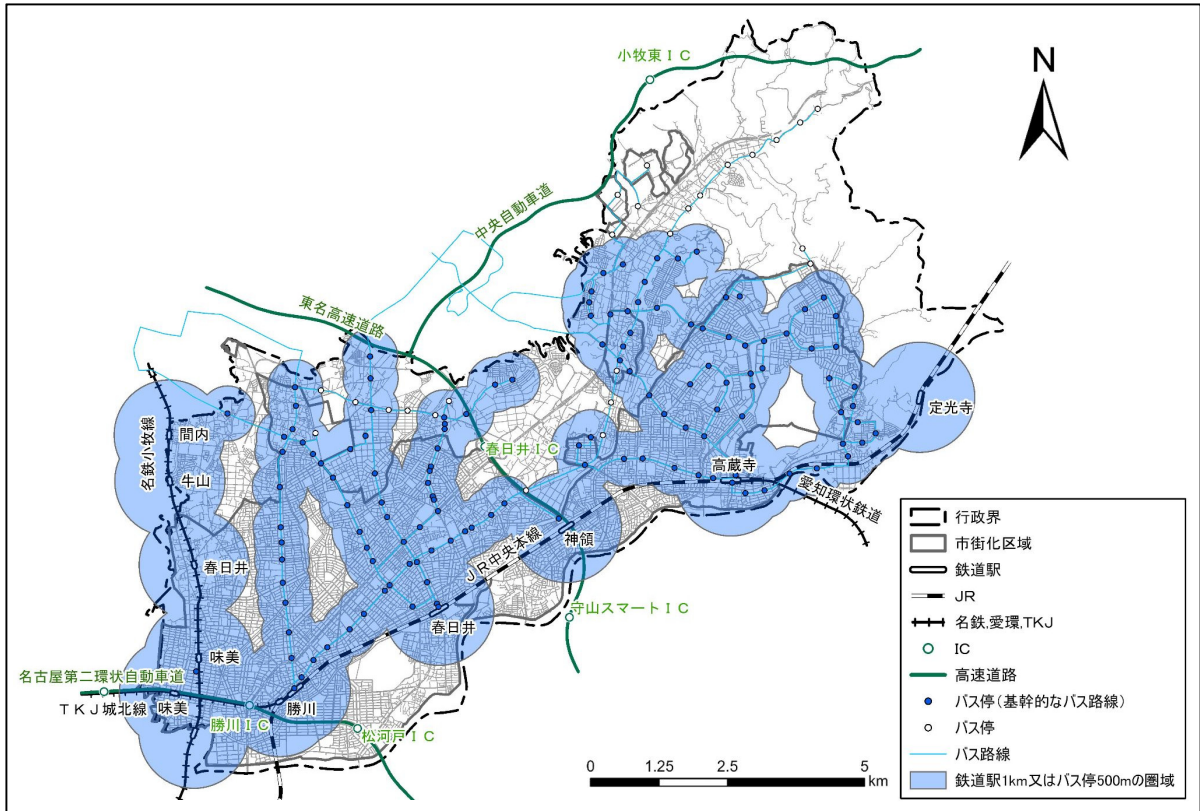 小牧東ＩＣ
N
中央自動車道
東名高速道路
名鉄小牧線
間内
牛山
春日井ＩＣ
高蔵寺
定光寺
愛知環状鉄道
神領
ＪＲ中央本線
春日井
春日井
守山スマートＩＣ
味美
名古屋第二環状自動車道
ＴＫＪ城北線
味美
勝川
勝川ＩＣ
松河戸ＩＣ
0 1.25 2.5 5
km
行政界
市街化区域
鉄道駅
JR
名鉄,愛環,TKJ
IC
高速道路
バス停(基幹的なバス路線)
バス停
バス路線
鉄道駅1km又はバス停500mの圏域